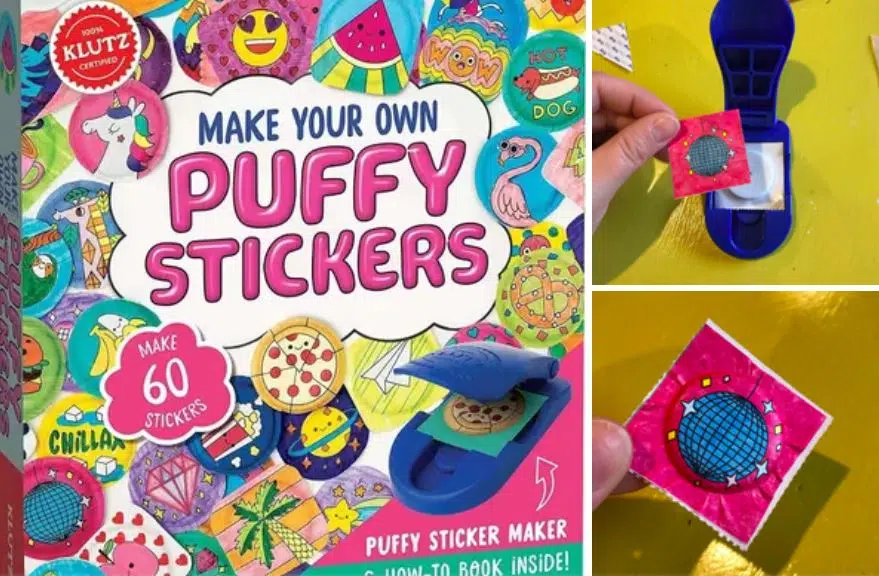 100%
KLUTZ
CERTIFIED
WOW
HOT
DOG
MAKE YOUR OWN
PUFFY
STICKERS
MAKE
60
STICKERS
CHILLAX
PUFFY STICKER MAKER
& HOW-TO BOOK INSIDE!
KLUTZ